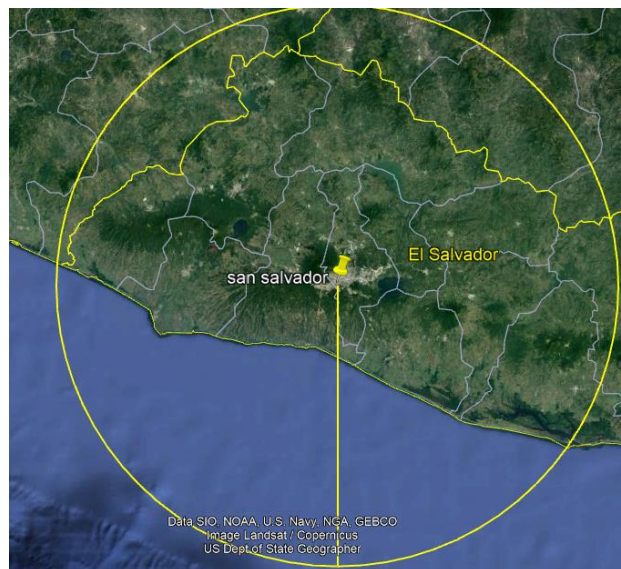 El Salvador
san salvador
Data SIO, NOAA, U.S. Navy, NGA, GEBCO
Image Landsat / Copernicus
US Dept of State Geographer